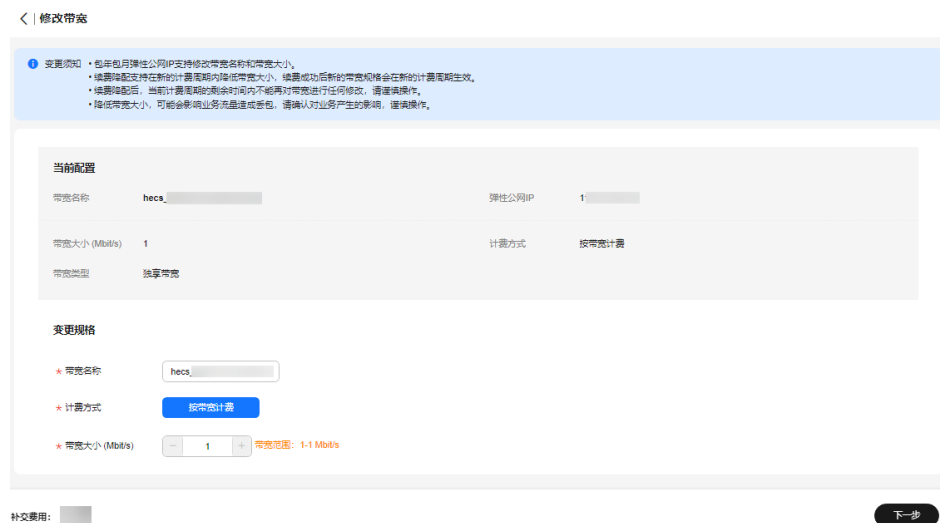 修改带宽
变更须知 • 包年包月弹性公网IP支持修改带宽名称和带宽大小。
• 续费降配支持在新的计费周期内降低带宽大小，续费成功后新的带宽规格会在新的计费周期生效。
• 续费降配后，当前计费周期的剩余时间内不能再对带宽进行任何修改，请谨慎操作。
• 降低带宽大小，可能会影响业务流量造成丢包，请确认对业务产生的影响，谨慎操作。
当前配置
带宽名称 hecs_ 弹性公网IP 1
带宽大小 (Mbit/s) 1 计费方式 按带宽计费
带宽类型 独享带宽
变更规格
* 带宽名称 hecs_
* 计费方式 按带宽计费
* 带宽大小 (Mbit/s) − 1 + 带宽范围：1-1 Mbit/s
补交费用：
下一步